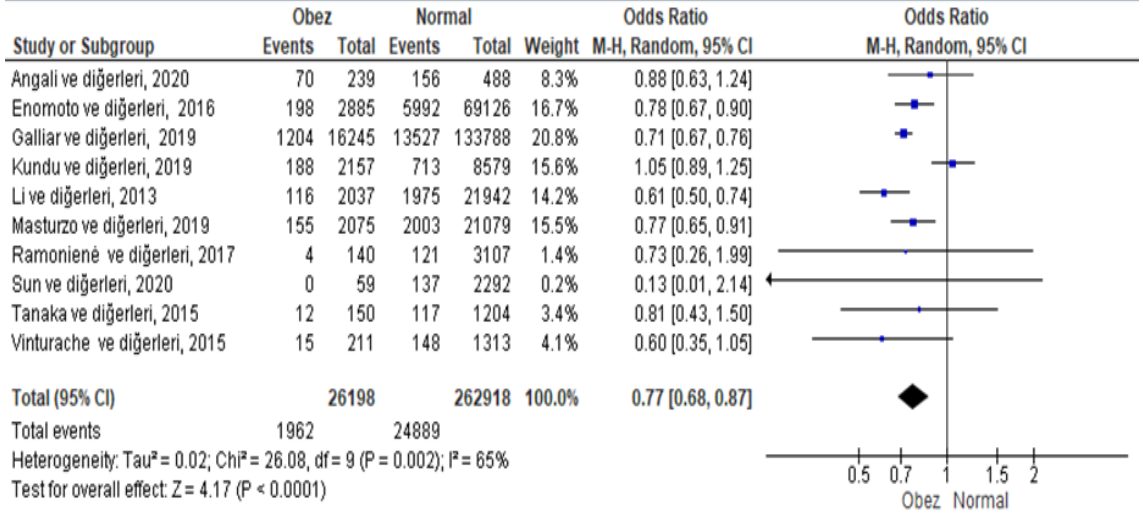 Obez Normal Odds Ratio Odds Ratio
Study or Subgroup Events Total Events Total Weight M-H, Random, 95% CI M-H, Random, 95% CI
Angali ve diğerleri, 2020 70 239 156 488 8.3% 0.88 [0.63, 1.24]
Enomoto ve diğerleri, 2016 198 2885 5992 69126 16.7% 0.78 [0.67, 0.90]
Galliar ve diğerleri, 2019 1204 16245 13527 133788 20.8% 0.71 [0.67, 0.76]
Kundu ve diğerleri, 2019 188 2157 713 8579 15.6% 1.05 [0.89, 1.25]
Li ve diğerleri, 2013 116 2037 1975 21942 14.2% 0.61 [0.50, 0.74]
Masturzo ve diğerleri, 2019 155 2075 2003 21079 15.5% 0.77 [0.65, 0.91]
Ramonienė ve diğerleri, 2017 4 140 121 3107 1.4% 0.73 [0.26, 1.99]
Sun ve diğerleri, 2020 0 59 137 2292 0.2% 0.13 [0.01, 2.14]
Tanaka ve diğerleri, 2015 12 150 117 1204 3.4% 0.81 [0.43, 1.50]
Vinturache ve diğerleri, 2015 15 211 148 1313 4.1% 0.60 [0.35, 1.05]
Total (95% CI) 26198 262918 100.0% 0.77 [0.68, 0.87]
Total events 1962 24889
Heterogeneity: Tau² = 0.02; Chi² = 26.08, df = 9 (P = 0.002); I² = 65%
Test for overall effect: Z = 4.17 (P < 0.0001)
0.5 0.7 1 1.5 2
Obez Normal